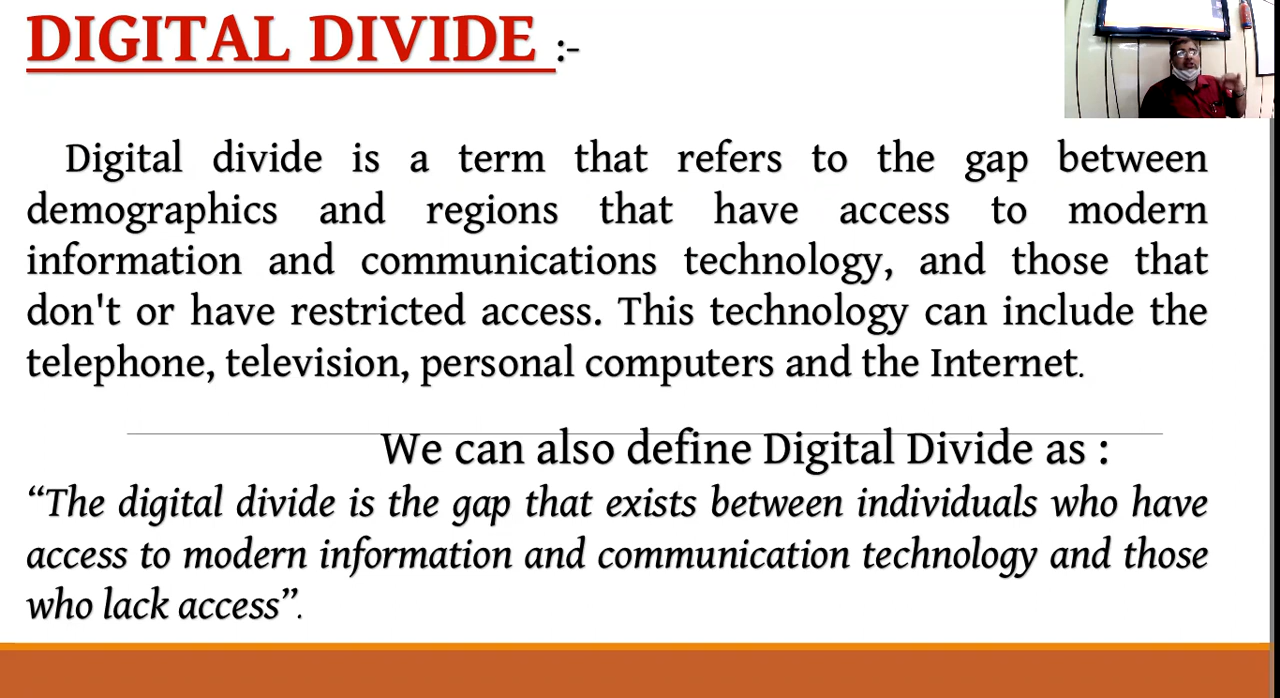 DIGITAL DIVIDE :-
Digital divide is a term that refers to the gap between
demographics and regions that have access to modern
information and communications technology, and those that
don't or have restricted access. This technology can include the
telephone, television, personal computers and the Internet.
We can also define Digital Divide as :
“The digital divide is the gap that exists between individuals who have
access to modern information and communication technology and those
who lack access”.